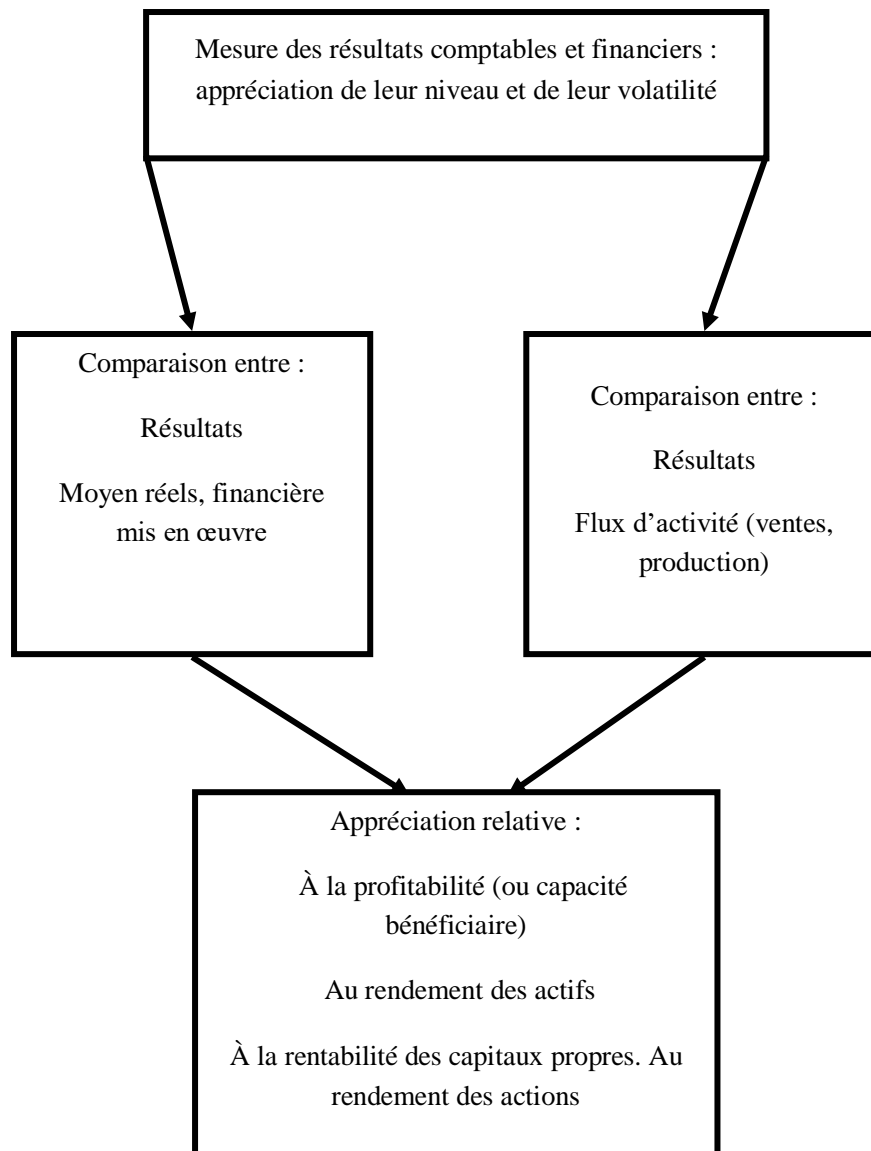 Mesure des résultats comptables et financiers :
appréciation de leur niveau et de leur volatilité
Comparaison entre :
Résultats
Moyen réels, financière
mis en œuvre
Comparaison entre :
Résultats
Flux d’activité (ventes,
production)
Appréciation relative :
À la profitabilité (ou capacité
bénéficiaire)
Au rendement des actifs
À la rentabilité des capitaux propres. Au
rendement des actions